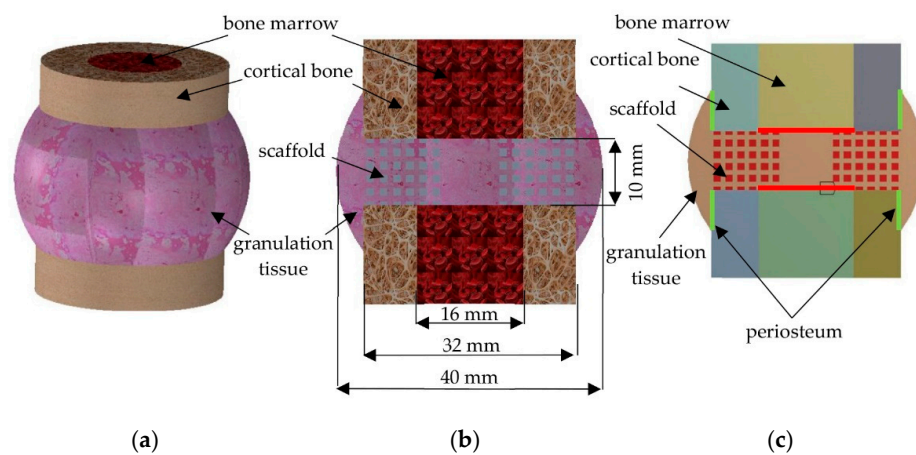 bone marrow
cortical bone
scaffold
granulation
tissue
10 mm
16 mm
32 mm
40 mm
bone marrow
cortical bone
scaffold
granulation
tissue
periosteum
(a)
(b)
(c)